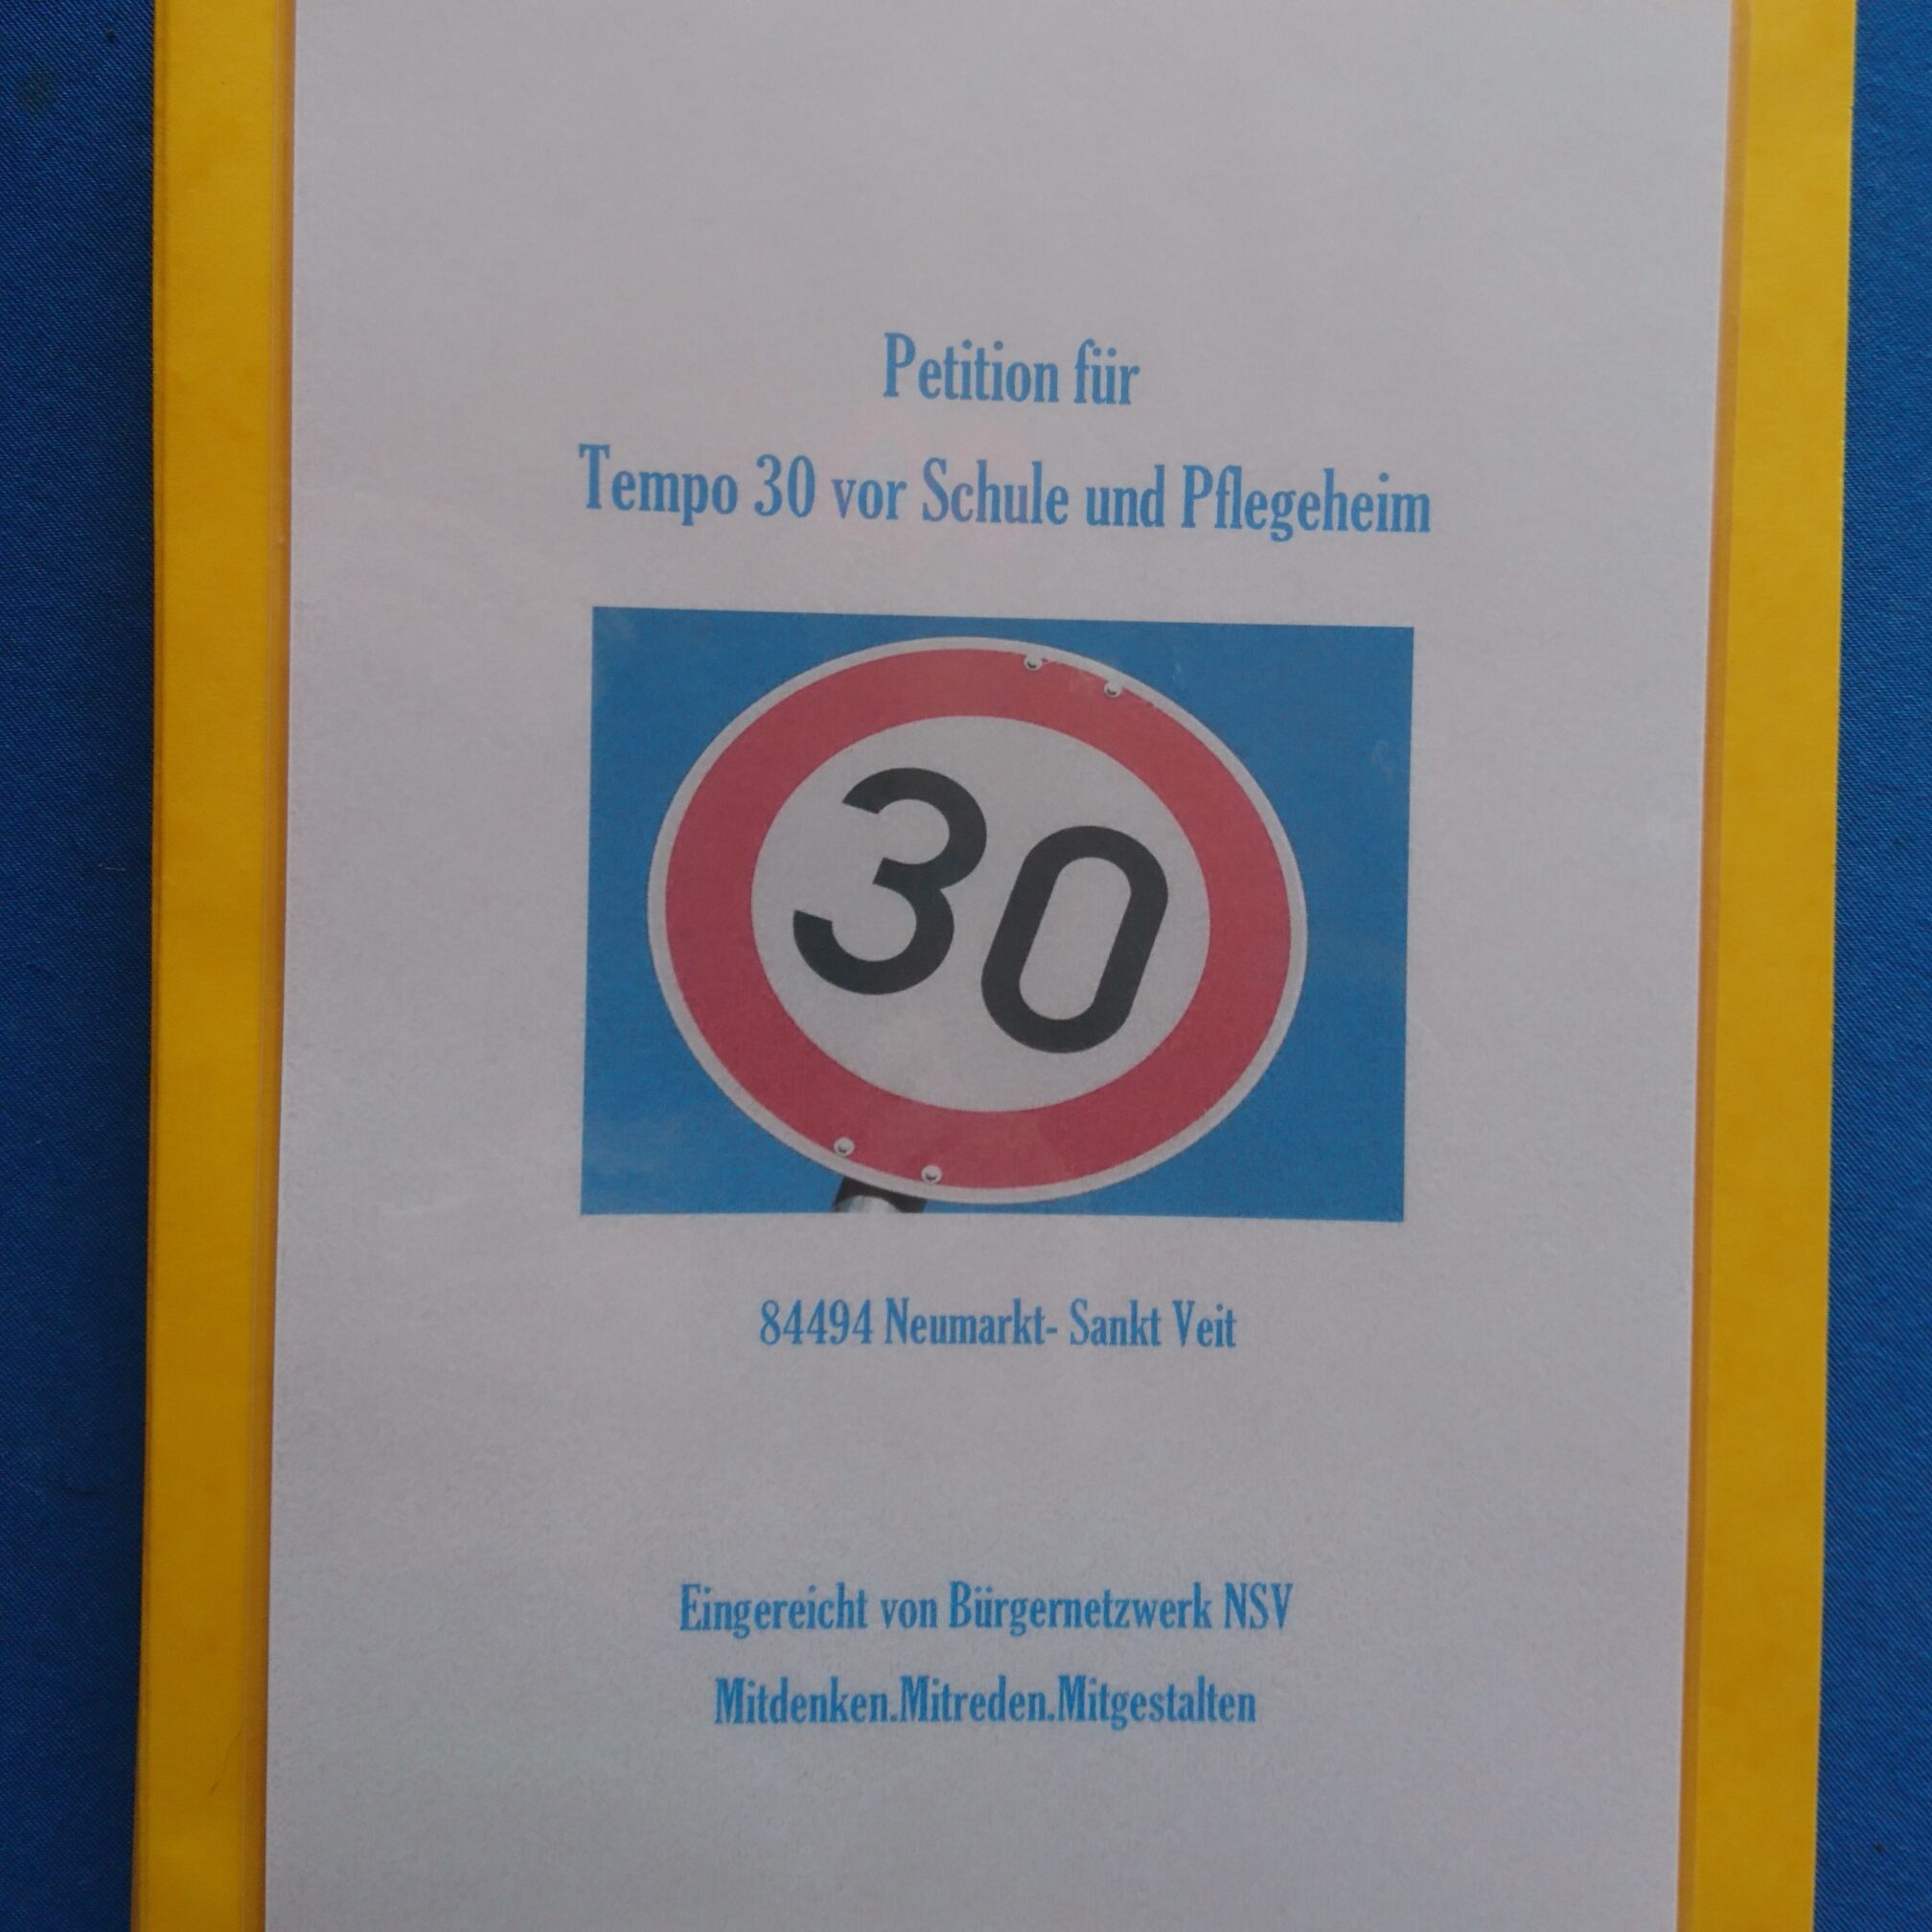 Petition für
Tempo 30 vor Schule und Pflegeheim
30
84494 Neumarkt- Sankt Veit
Eingereicht von Bürgernetzwerk NSV
Mitdenken.Mitreden.Mitgestalten